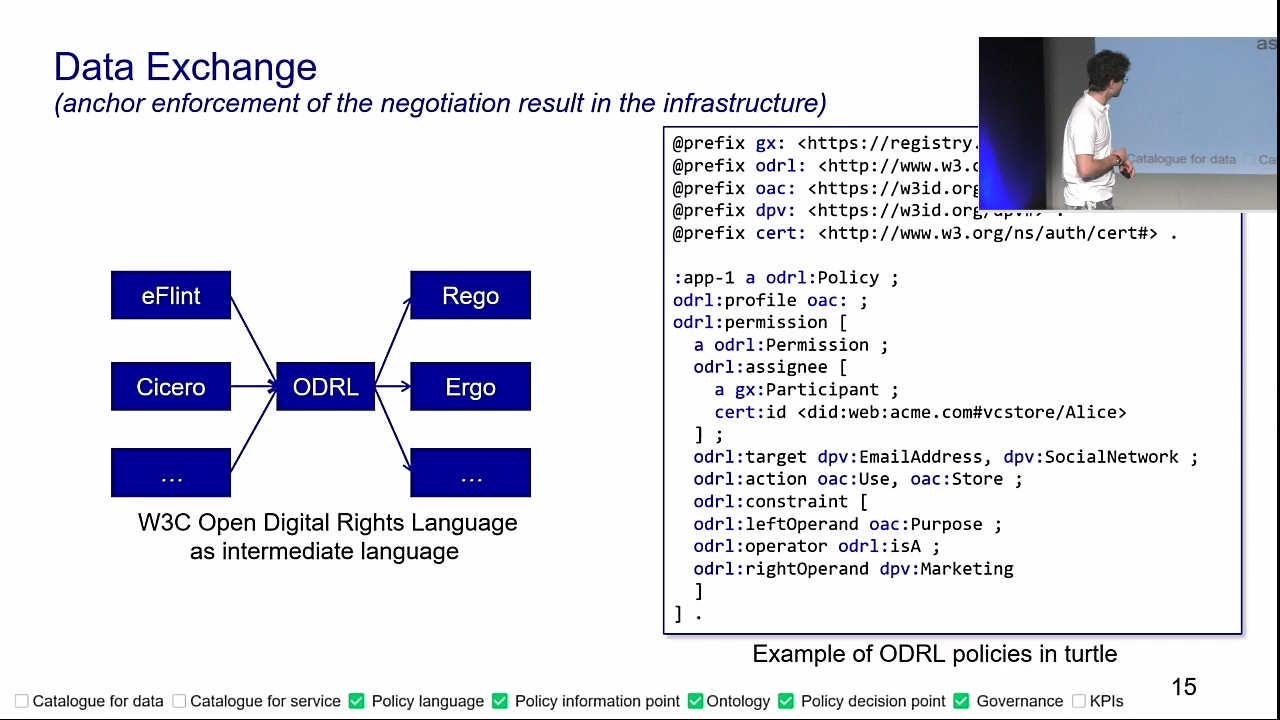 Data Exchange
(anchor enforcement of the negotiation result in the infrastructure)
eFlint
Cicero
...
ODRL
Rego
Ergo
...
W3C Open Digital Rights Language
as intermediate language
@prefix gx: <https://registry.
@prefix odrl: <http://www.w3.
@prefix oac: <https://w3id.org
@prefix dpv: <https://w3id.org/dpv#> .
@prefix cert: <http://www.w3.org/ns/auth/cert#> .
:app-1 a odrl:Policy ;
odrl:profile oac: ;
odrl:permission [
a odrl:Permission ;
odrl:assignee [
a gx:Participant ;
cert:id <did:web:acme.com#vcstore/Alice>
] ;
odrl:target dpv:EmailAddress, dpv:SocialNetwork ;
odrl:action oac:Use, oac:Store ;
odrl:constraint [
odrl:leftOperand oac:Purpose ;
odrl:operator odrl:isA ;
odrl:rightOperand dpv:Marketing
]
] .
Example of ODRL policies in turtle
as
Catalogue for data Ca
15
Catalogue for data Catalogue for service Policy language Policy information point Ontology Policy decision point Governance KPIs